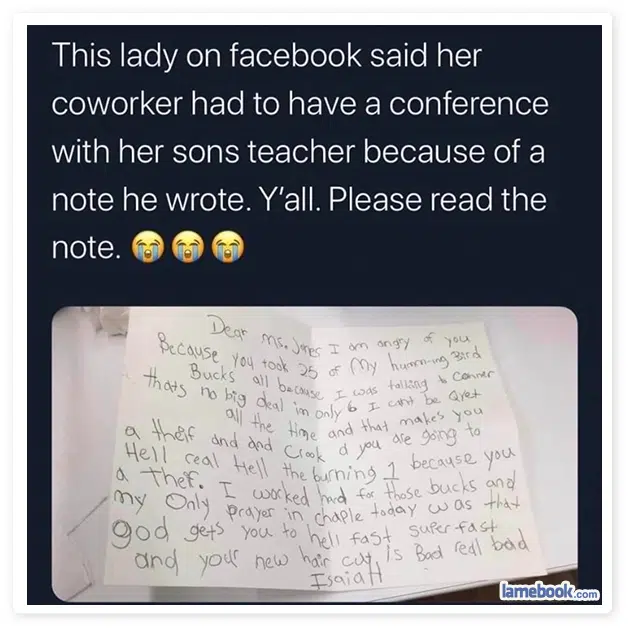 This lady on facebook said her
coworker had to have a conference
with her sons teacher because of a
note he wrote. Y'all. Please read the
note. 😭😭😭
Dear Ms. Jones I am angry of you
Because you took 25 of My humming Bird
Bucks all because I was talking to Conner
thats no big deal im only 6 I cant be Qyet
all the time and that makes you
a theif and and Crook d you are going to
Hell real Hell the burning 1 because you
a Thef. I worked hard for those bucks and
my Only prayer in chaple today was that
god gets you to hell fast super fast
and your new hair cut is Bad reall bad
Isaiah
lamebook.com